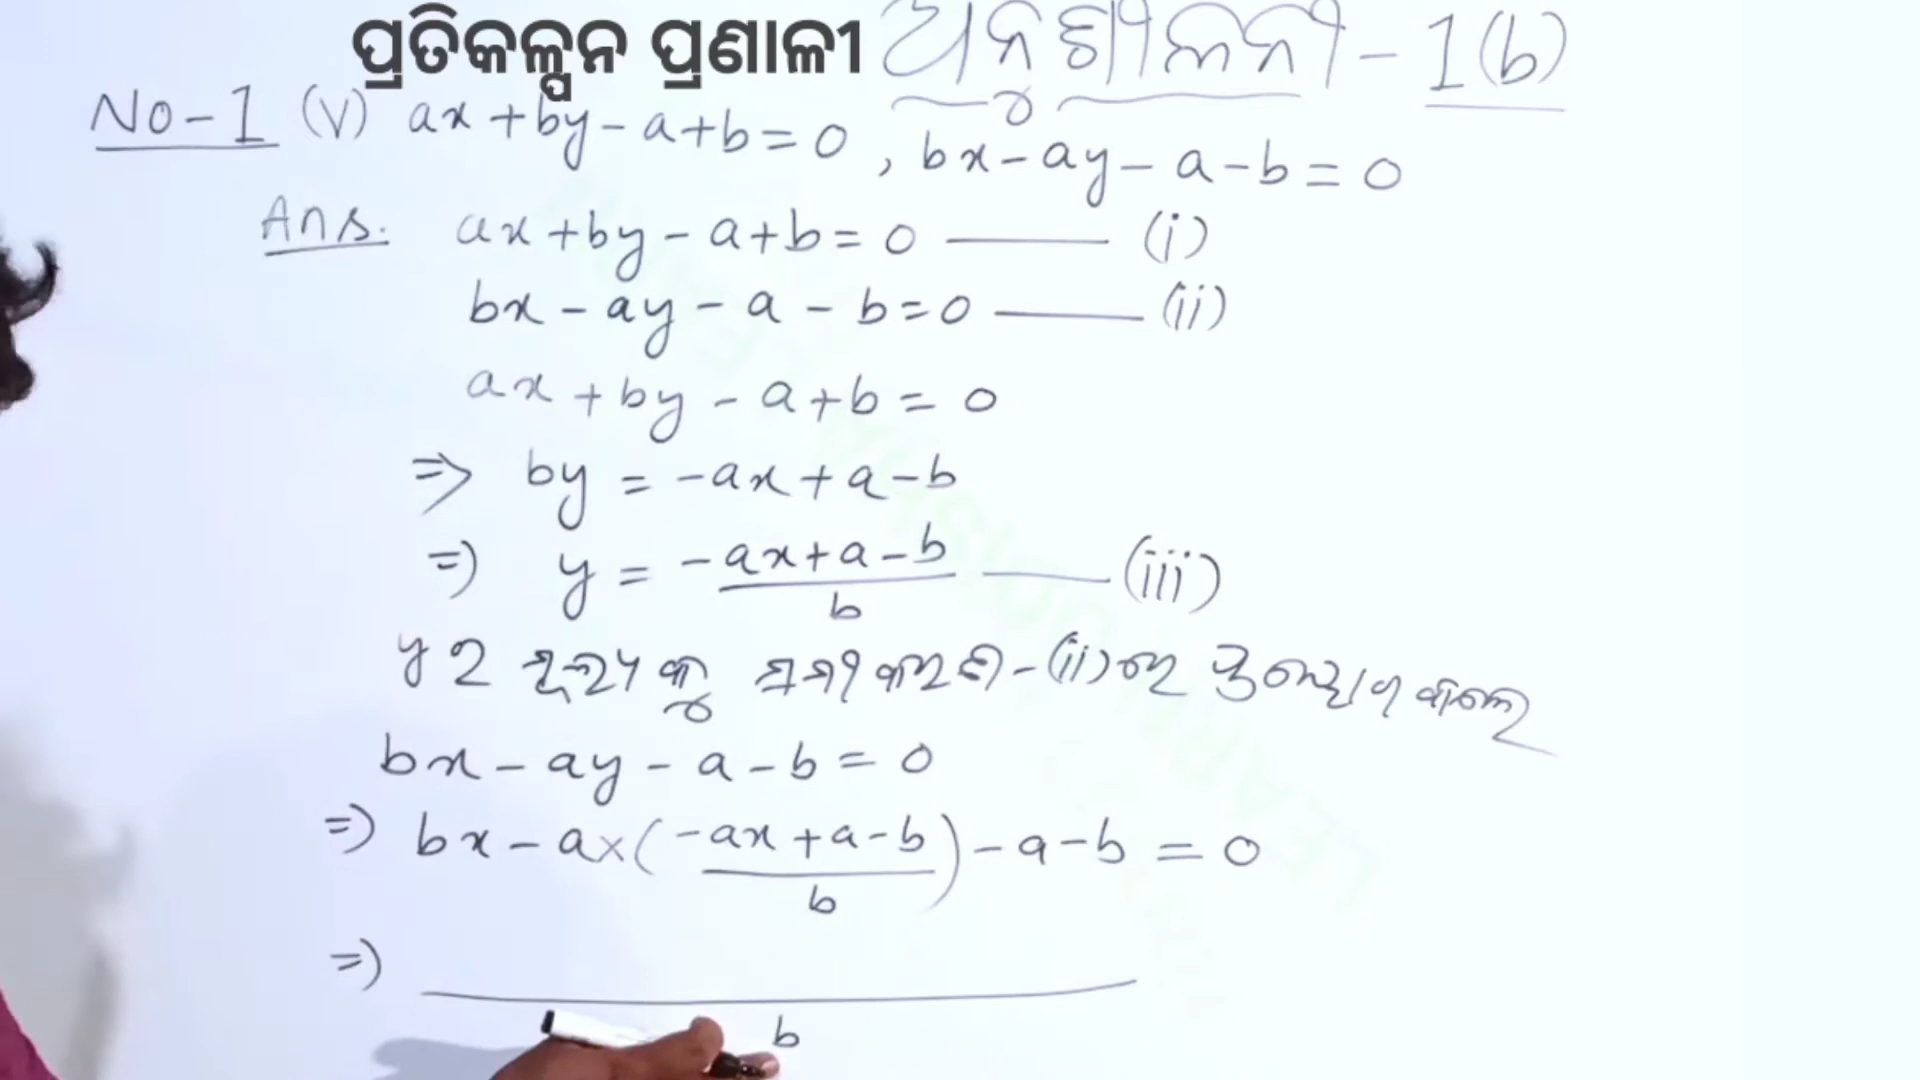 ପ୍ରତିକଳ୍ପନ ପ୍ରଣାଳୀ ଅନୁଶୀଳନୀ - 1(b)
No-1 (v) ax + by - a + b = 0 , bx - ay - a - b = 0
Ans. ax + by - a + b = 0 ——— (i)
bx - ay - a - b = 0 ——— (ii)
ax + by - a + b = 0
=> by = -ax + a - b
=> y = (-ax + a - b)/b ——— (iii)
y ର ... କୁ ସମୀକରଣ - (ii) ରେ ... କଲେ
bx - ay - a - b = 0
=> bx - a × ((-ax + a - b)/b) - a - b = 0
=> ———
b